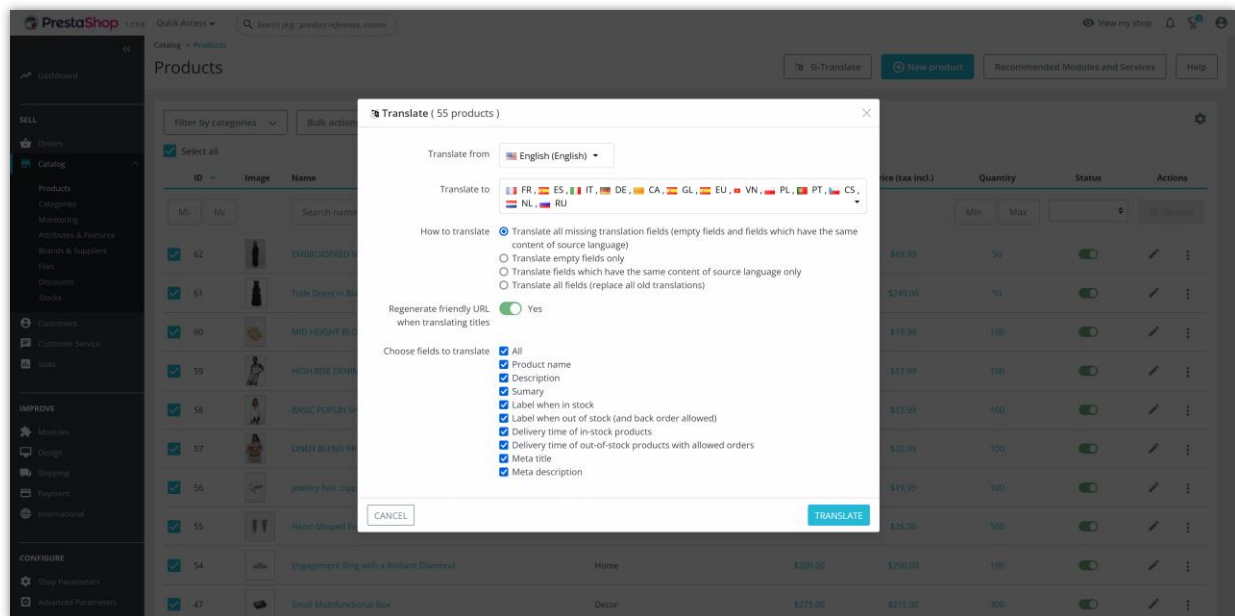 PrestaShop
Quick Access
Search (e.g.: product reference, custom
View my shop
Catalog > Products
Products
G-Translate
New product
Recommended Modules and Services
Help
Dashboard
SELL
Orders
Catalog
Products
Categories
Monitoring
Attributes & Features
Brands & Suppliers
Files
Discounts
Stocks
Customers
Customer Service
Stats
IMPROVE
Modules
Design
Shipping
Payment
International
CONFIGURE
Shop Parameters
Advanced Parameters
Filter by categories
Bulk action
Select all
ID Image Name rice (tax incl.) Quantity Status Actions
Search name Min Max
62 EMBROIDERED M $69.99 50
61 Tulle Dress in Bla $249.00 50
60 MID HEIGHT BLO $19.99 100
59 HIGH RISE DENIM $17.99 100
58 BASIC POPLIN SH $15.99 100
57 LINEN BLEND PR $22.99 100
56 Jewelry hair clipp $19.99 100
55 Heart-Shaped Pe $26.00 500
54 Engagement Ring with a Brilliant Diamond Home $200.00 $200.00 100
47 Small Multifunctional Box Decor $275.00 $275.00 300
Translate ( 55 products )
Translate from English (English)
Translate to FR , ES , IT , DE , CA , GL , EU , VN , PL , PT , CS ,
NL , RU
How to translate Translate all missing translation fields (empty fields and fields which have the same
content of source language)
Translate empty fields only
Translate fields which have the same content of source language only
Translate all fields (replace all old translations)
Regenerate friendly URL
when translating titles Yes
Choose fields to translate All
Product name
Description
Sumary
Label when in stock
Label when out of stock (and back order allowed)
Delivery time of in-stock products
Delivery time of out-of-stock products with allowed orders
Meta title
Meta description
CANCEL
TRANSLATE